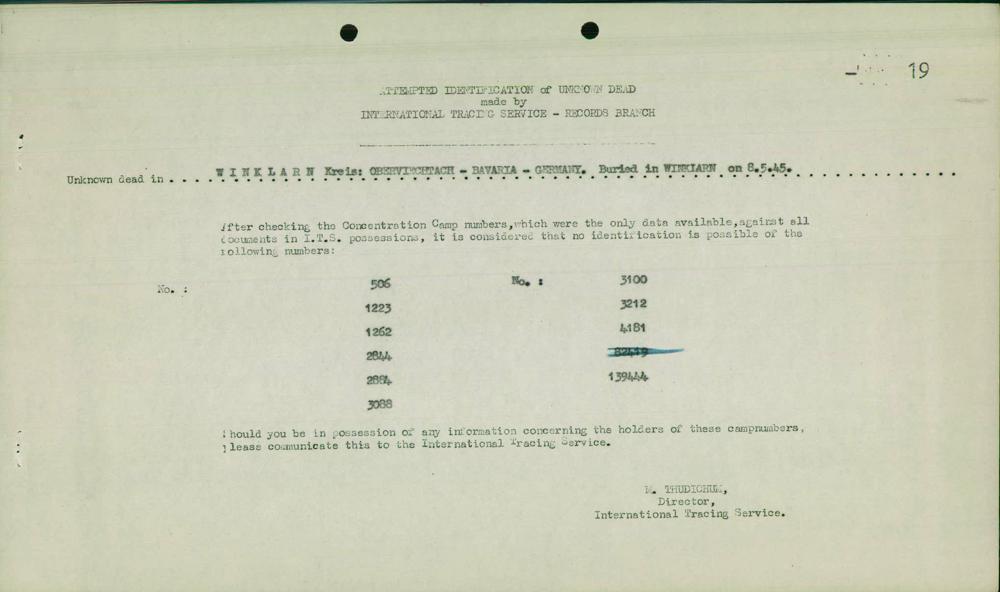 19
ATTEMPTED IDENTIFICATION of UNKNOWN DEAD
made by
INTERNATIONAL TRACING SERVICE - RECORDS BRANCH
Unknown dead in . . . . WINKLARN Kreis: OBERVIECHTACH - BAVARIA - GERMANY. Buried in WINKLARN on 8.5.45.
After checking the Concentration Camp numbers,which were the only data available,against all
documents in I.T.S. possessions, it is considered that no identification is possible of the
following numbers:
No. : 506 No. : 3100
1223 3212
1262 4181
2844
2884 139444
3088
Should you be in possession of any information concerning the holders of these campnumbers,
please communicate this to the International Tracing Service.
M. THUDICHUM,
Director,
International Tracing Service.